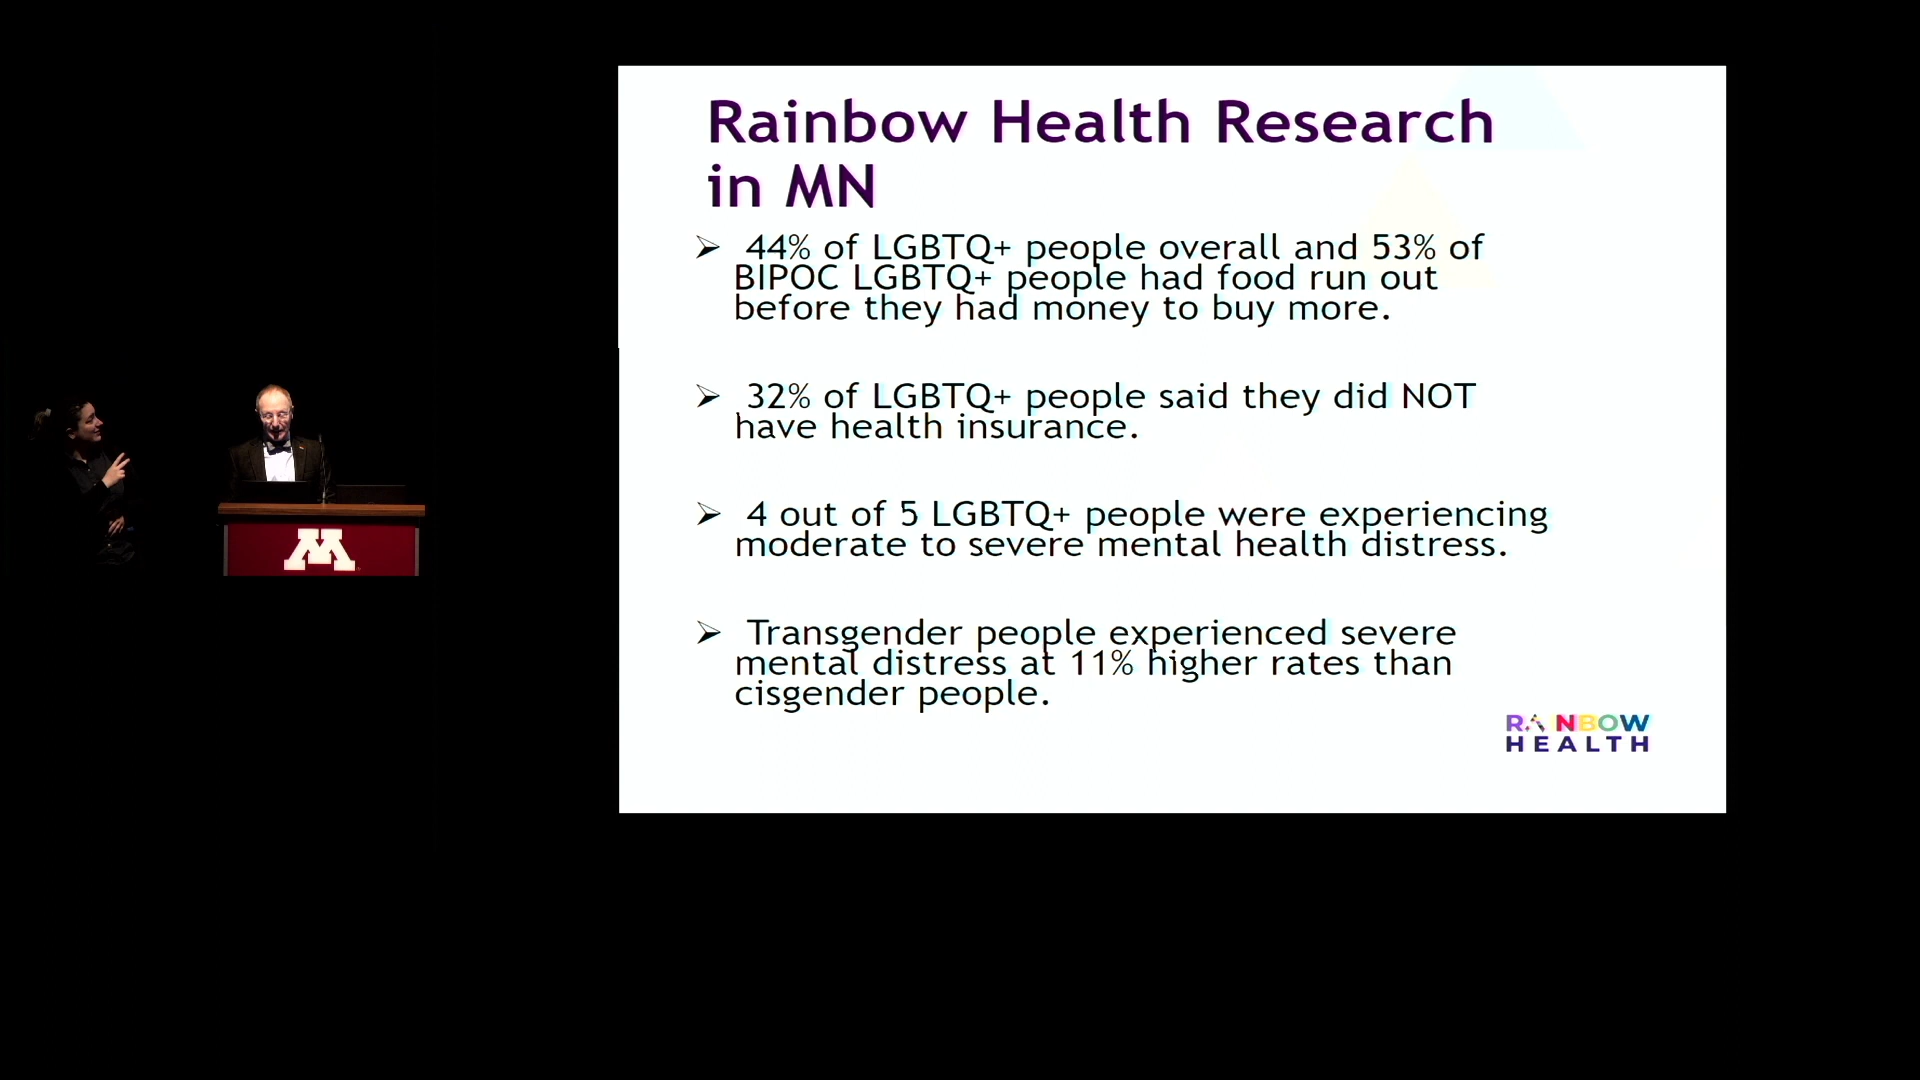 Rainbow Health Research
in MN
➢ 44% of LGBTQ+ people overall and 53% of
BIPOC LGBTQ+ people had food run out
before they had money to buy more.
➢ 32% of LGBTQ+ people said they did NOT
have health insurance.
➢ 4 out of 5 LGBTQ+ people were experiencing
moderate to severe mental health distress.
➢ Transgender people experienced severe
mental distress at 11% higher rates than
cisgender people.
RAINBOW
HEALTH
M